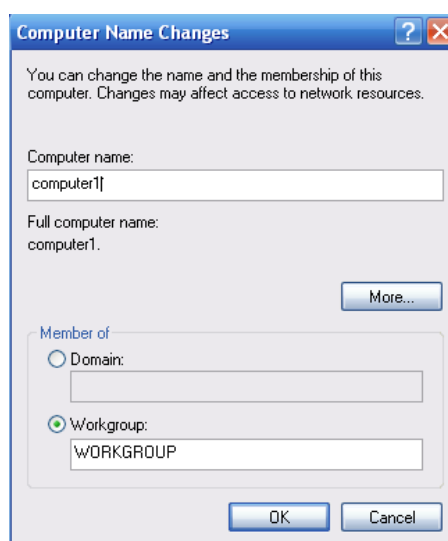 Computer Name Changes
You can change the name and the membership of this
computer. Changes may affect access to network resources.
Computer name:
computer1
Full computer name:
computer1.
More...
Member of
Domain:
Workgroup:
WORKGROUP
OK
Cancel